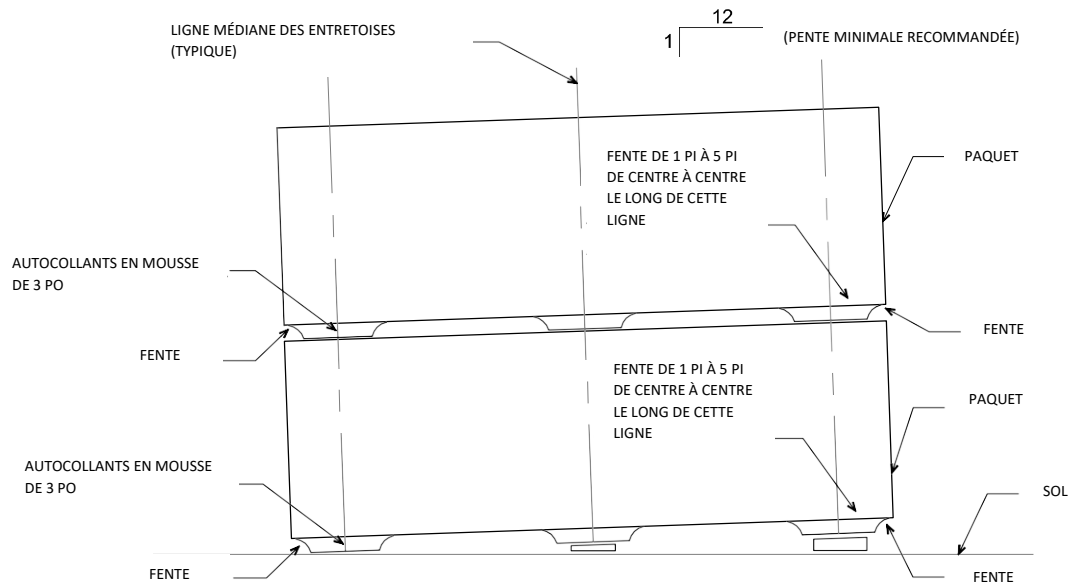 LIGNE MÉDIANE DES ENTRETOISES
(TYPIQUE)
12
1
(PENTE MINIMALE RECOMMANDÉE)
FENTE DE 1 PI À 5 PI
DE CENTRE À CENTRE
LE LONG DE CETTE
LIGNE
PAQUET
AUTOCOLLANTS EN MOUSSE
DE 3 PO
FENTE
FENTE
FENTE DE 1 PI À 5 PI
DE CENTRE À CENTRE
LE LONG DE CETTE
LIGNE
PAQUET
AUTOCOLLANTS EN MOUSSE
DE 3 PO
SOL
FENTE
FENTE